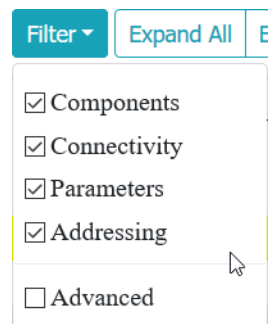 Filter Expand All
Components
Connectivity
Parameters
Addressing
Advanced